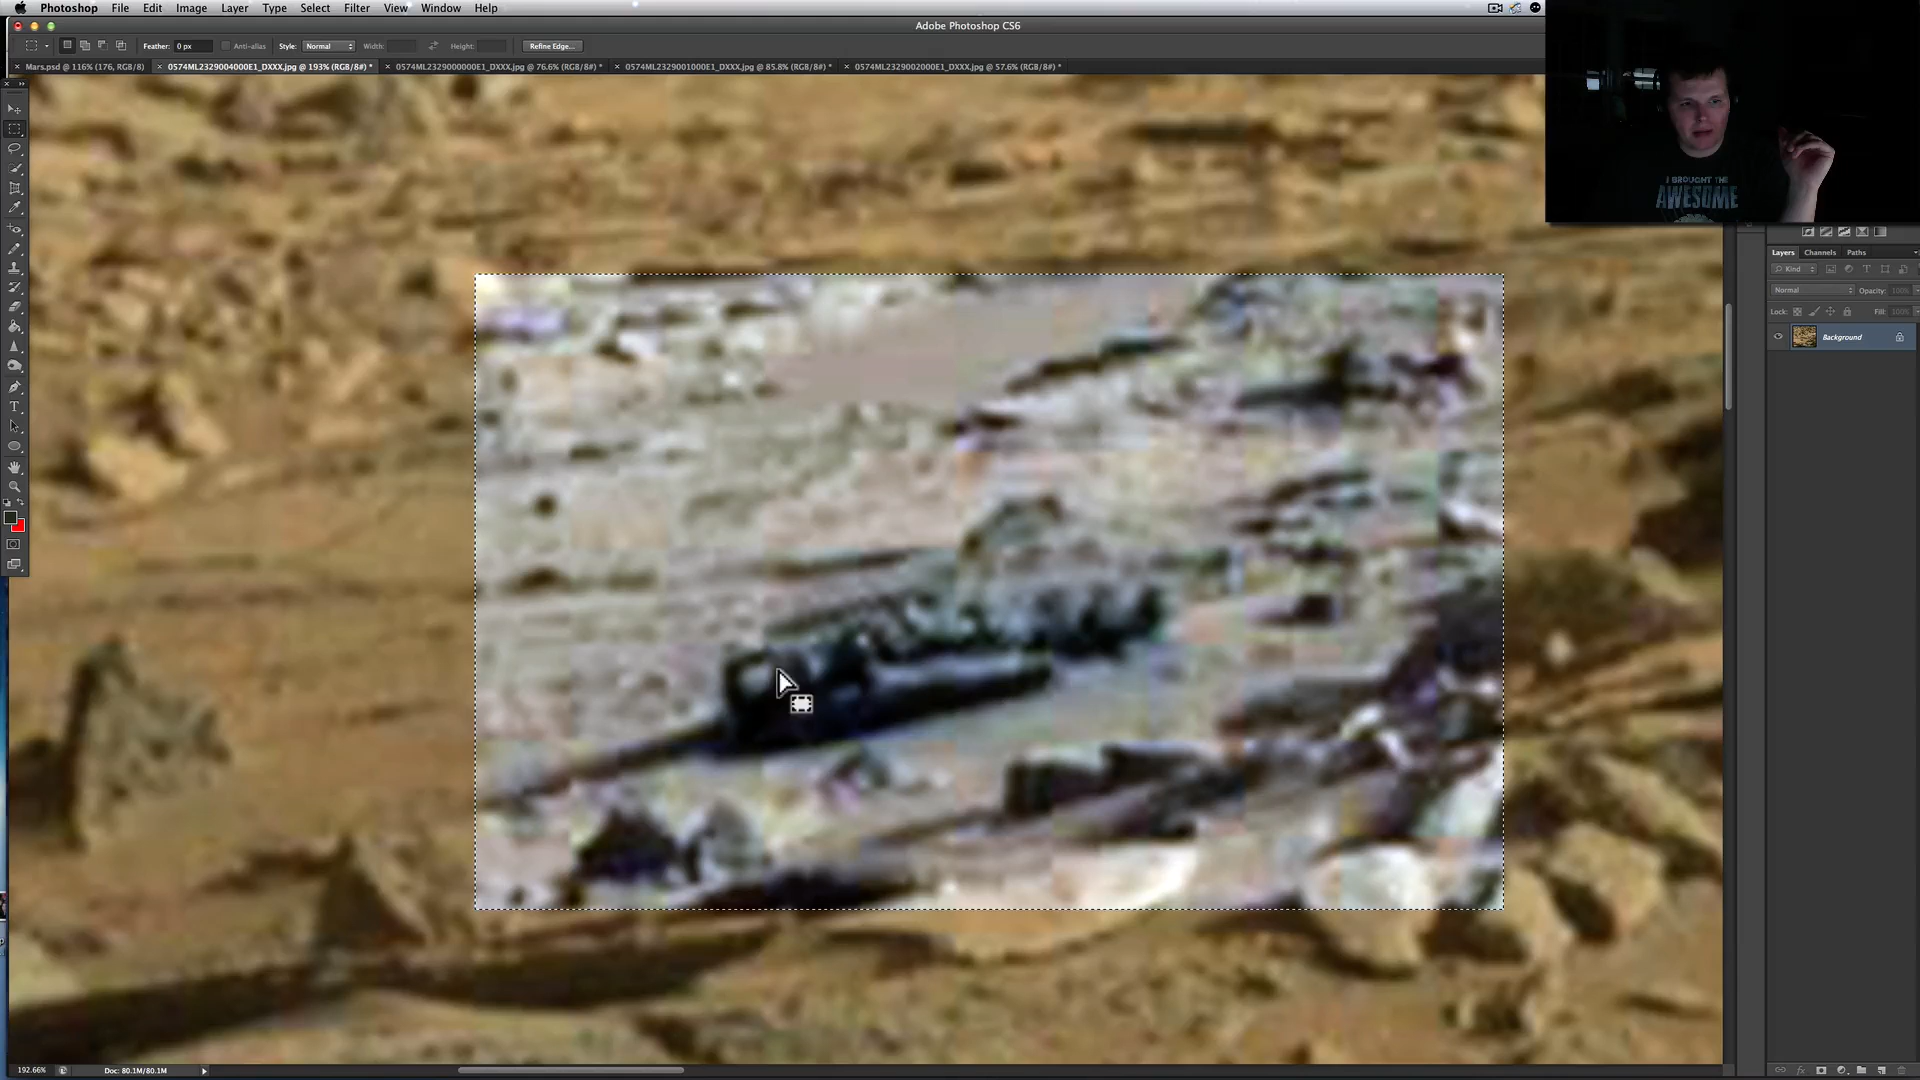 Photoshop File Edit Image Layer Type Select Filter View Window Help
Adobe Photoshop CS6
Feather: 0 px Anti-alias Style: Normal Width: Height: Refine Edge...
Mars.psd @ 116% (176, RGB/8) 0574ML2329004000E1_DXXX.jpg @ 193% (RGB/8#) * 0574ML2329000000E1_DXXX.jpg @ 76.6% (RGB/8*) * 0574ML2329001000E1_DXXX.jpg @ 85.8% (RGB/8#) * 0574ML2329002000E1_DXXX.jpg @ 57.6% (RGB/8*) *
I BROUGHT THE
AWESOME
Layers Channels Paths
Kind
Normal Opacity: 100%
Lock: Fill: 100%
Background
192.66% Doc: 80.1M/80.1M